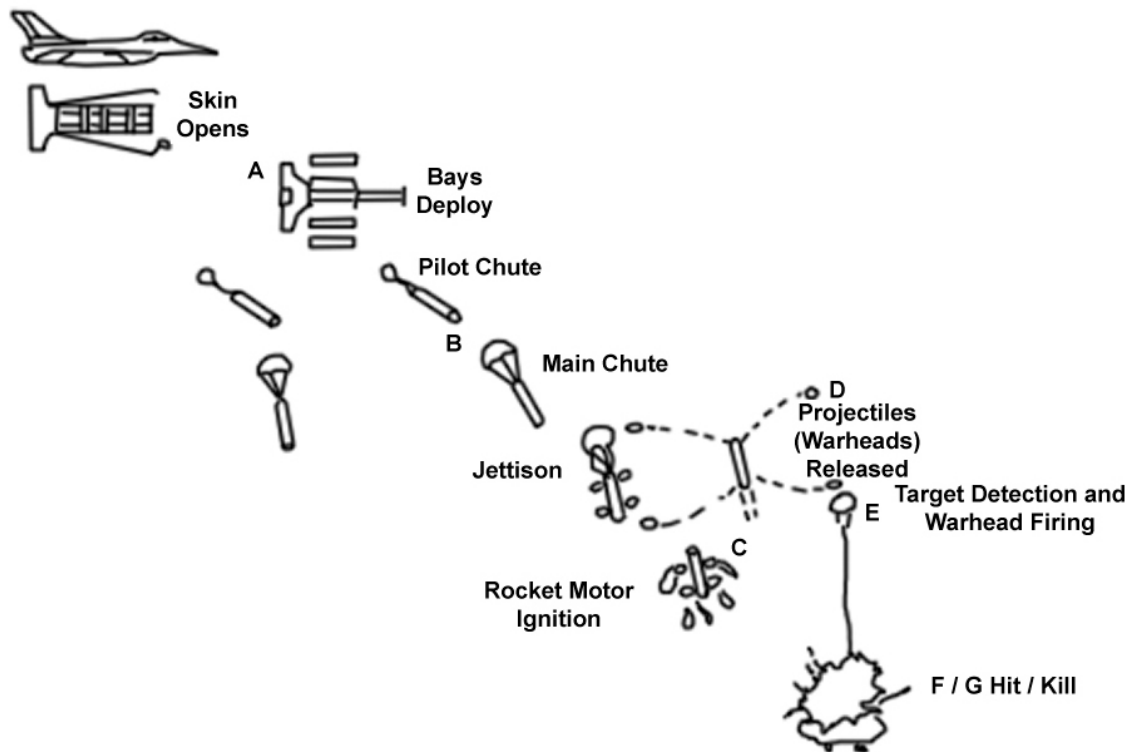 Skin
Opens
A
Bays
Deploy
Pilot Chute
B
Main Chute
D
Projectiles
(Warheads)
Released
Jettison
Target Detection and
Warhead Firing
E
C
Rocket Motor
Ignition
F / G Hit / Kill